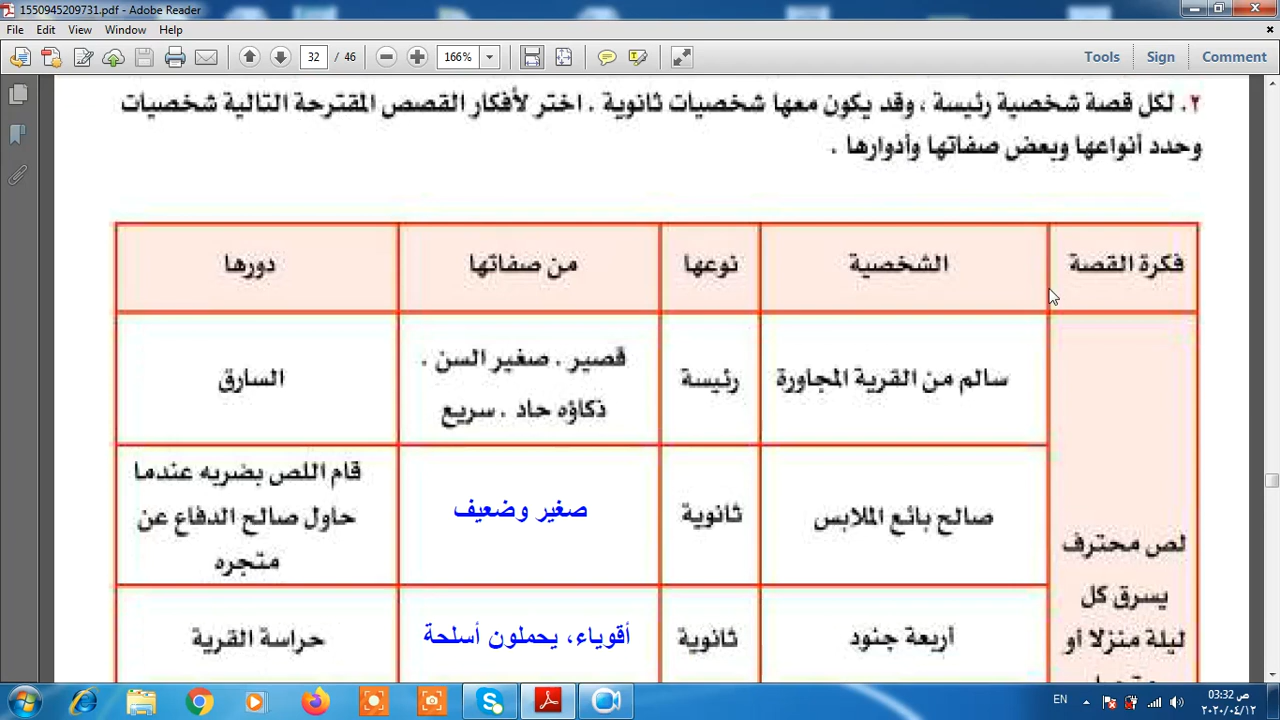 1550945209731.pdf - Adobe Reader
File Edit View Window Help
32 / 46 166% Tools Sign Comment
٢. لكل قصة شخصية رئيسة ، وقد يكون معها شخصيات ثانوية . اختر لأفكار القصص المقترحة التالية شخصيات
وحدد أنواعها وبعض صفاتها وأدوارها .
فكرة القصة الشخصية نوعها من صفاتها دورها
سالم من القرية المجاورة رئيسة قصير . صغير السن .
ذكاؤه حاد . سريع
السارق
صالح بائع الملابس ثانوية صغير وضعيف
قام اللص بضربه عندما
حاول صالح الدفاع عن
متجره
لص محترف
يسرق كل
ليلة منزلا أو
أربعة جنود ثانوية أقوياء، يحملون أسلحة حراسة القرية
EN
03:32 ص
٢٠٢٠/٠٤/١٢